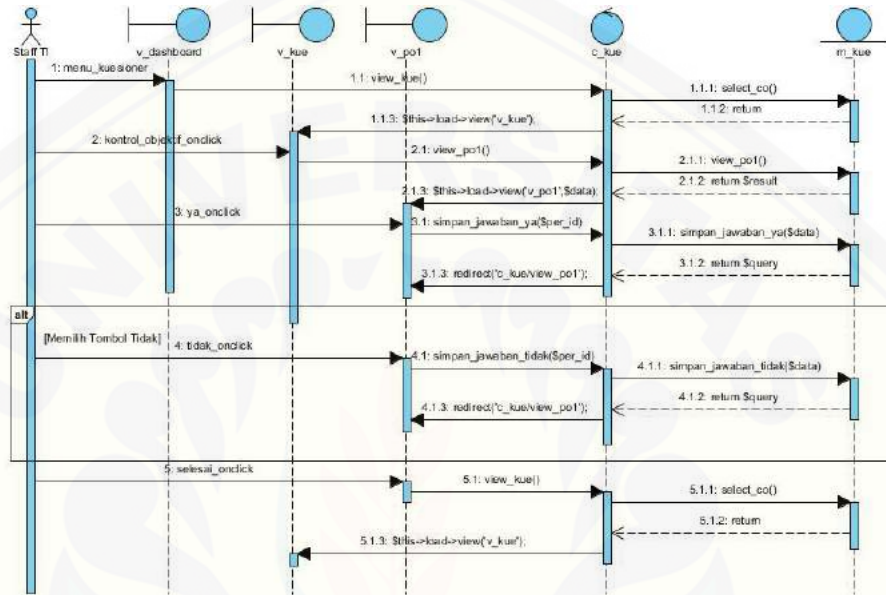 Staff TI
v_dashboard
v_kue
v_po1
c_kue
m_kue
1: menu_kuesioner
1.1: view_kue()
1.1.1: select_co()
1.1.2: return
1.1.3: $this->load->view('v_kue');
2: kontrol_objektif_onclick
2.1: view_po1()
2.1.1: view_po1()
2.1.2: return $result
2.1.3: $this->load->view('v_po1',$data);
3: ya_onclick
3.1: simpan_jawaban_ya($per_id)
3.1.1: simpan_jawaban_ya($data)
3.1.2: return $query
3.1.3: redirect('c_kue/view_po1');
alt
[Memilih Tombol Tidak]
4: tidak_onclick
4.1: simpan_jawaban_tidak($per_id)
4.1.1: simpan_jawaban_tidak($data)
4.1.2: return $query
4.1.3: redirect('c_kue/view_po1');
5: selesai_onclick
5.1: view_kue()
5.1.1: select_co()
5.1.2: return
5.1.3: $this->load->view('v_kue');